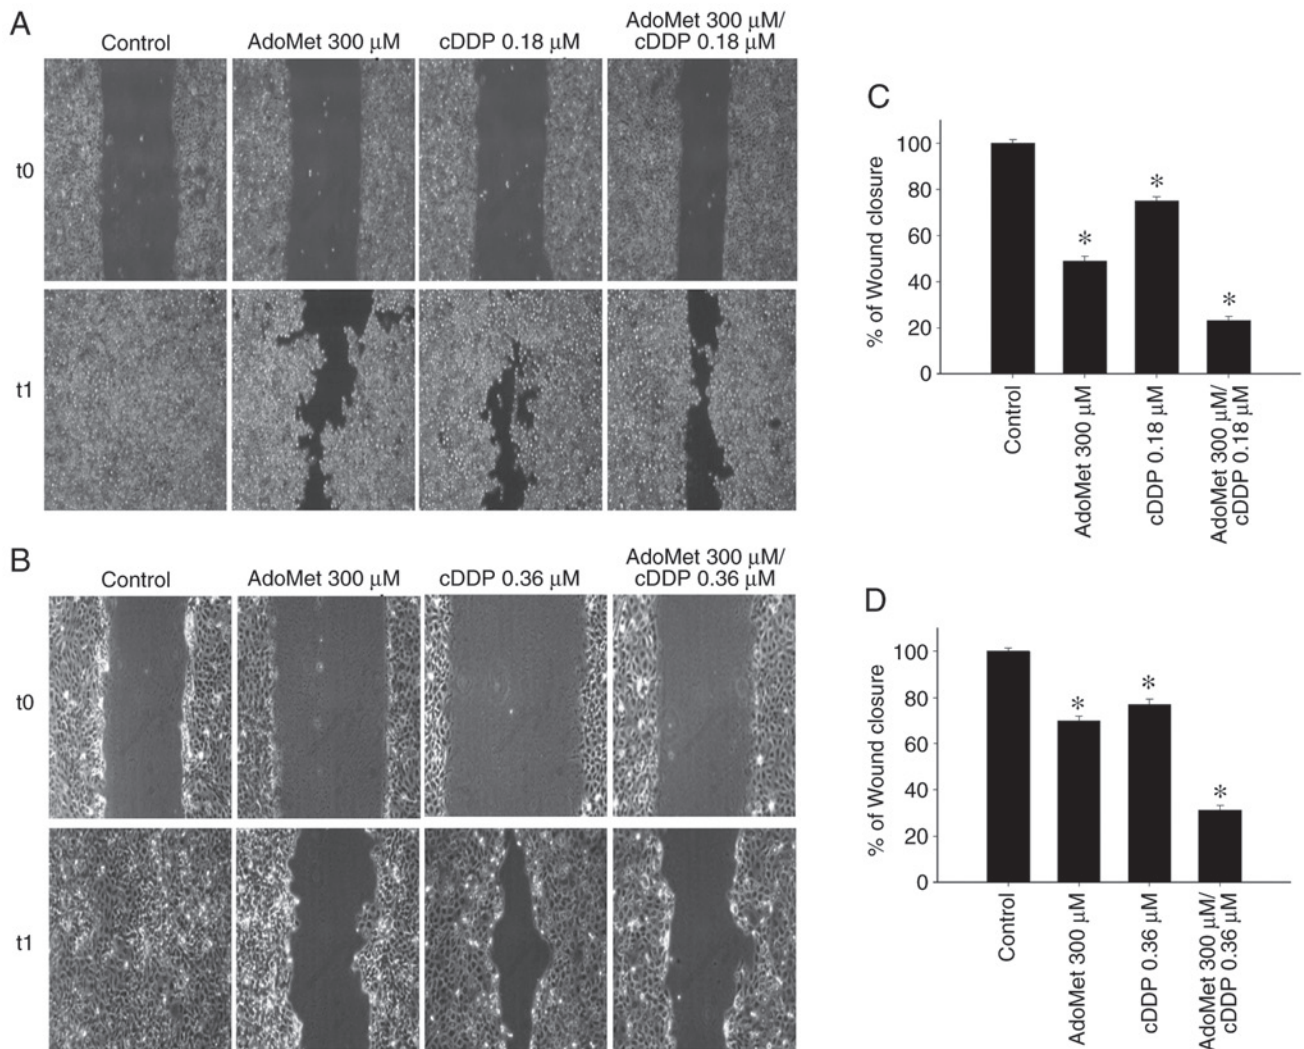 A
Control
AdoMet 300 μM
cDDP 0.18 μM
AdoMet 300 μM/
cDDP 0.18 μM
t0
t1
B
Control
AdoMet 300 μM
cDDP 0.36 μM
AdoMet 300 μM/
cDDP 0.36 μM
t0
t1
C
% of Wound closure
100
80
60
40
20
0
*
*
*
Control
AdoMet 300 μM
cDDP 0.18 μM
AdoMet 300 μM/
cDDP 0.18 μM
D
% of Wound closure
100
80
60
40
20
0
*
*
*
Control
AdoMet 300 μM
cDDP 0.36 μM
AdoMet 300 μM/
cDDP 0.36 μM